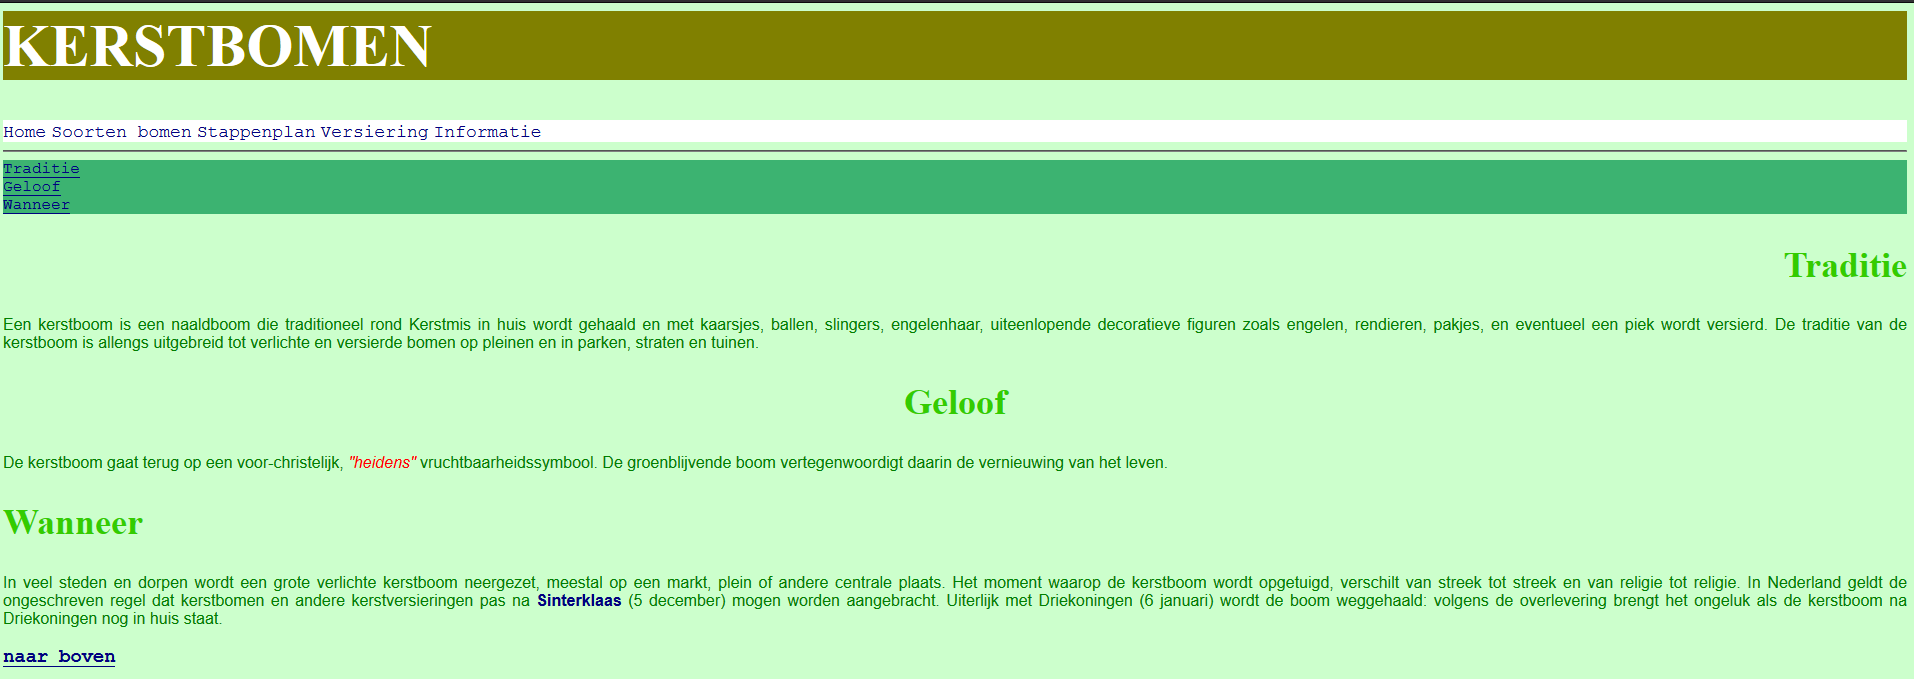 KERSTBOMEN
Home Soorten bomen Stappenplan Versiering Informatie
Traditie
Geloof
Wanneer
Traditie
Een kerstboom is een naaldboom die traditioneel rond Kerstmis in huis wordt gehaald en met kaarsjes, ballen, slingers, engelenhaar, uiteenlopende decoratieve figuren zoals engelen, rendieren, pakjes, en eventueel een piek wordt versierd. De traditie van de
kerstboom is allengs uitgebreid tot verlichte en versierde bomen op pleinen en in parken, straten en tuinen.
Geloof
De kerstboom gaat terug op een voor-christelijk, "heidens" vruchtbaarheidssymbool. De groenblijvende boom vertegenwoordigt daarin de vernieuwing van het leven.
Wanneer
In veel steden en dorpen wordt een grote verlichte kerstboom neergezet, meestal op een markt, plein of andere centrale plaats. Het moment waarop de kerstboom wordt opgetuigd, verschilt van streek tot streek en van religie tot religie. In Nederland geldt de
ongeschreven regel dat kerstbomen en andere kerstversieringen pas na Sinterklaas (5 december) mogen worden aangebracht. Uiterlijk met Driekoningen (6 januari) wordt de boom weggehaald: volgens de overlevering brengt het ongeluk als de kerstboom na
Driekoningen nog in huis staat.
naar boven